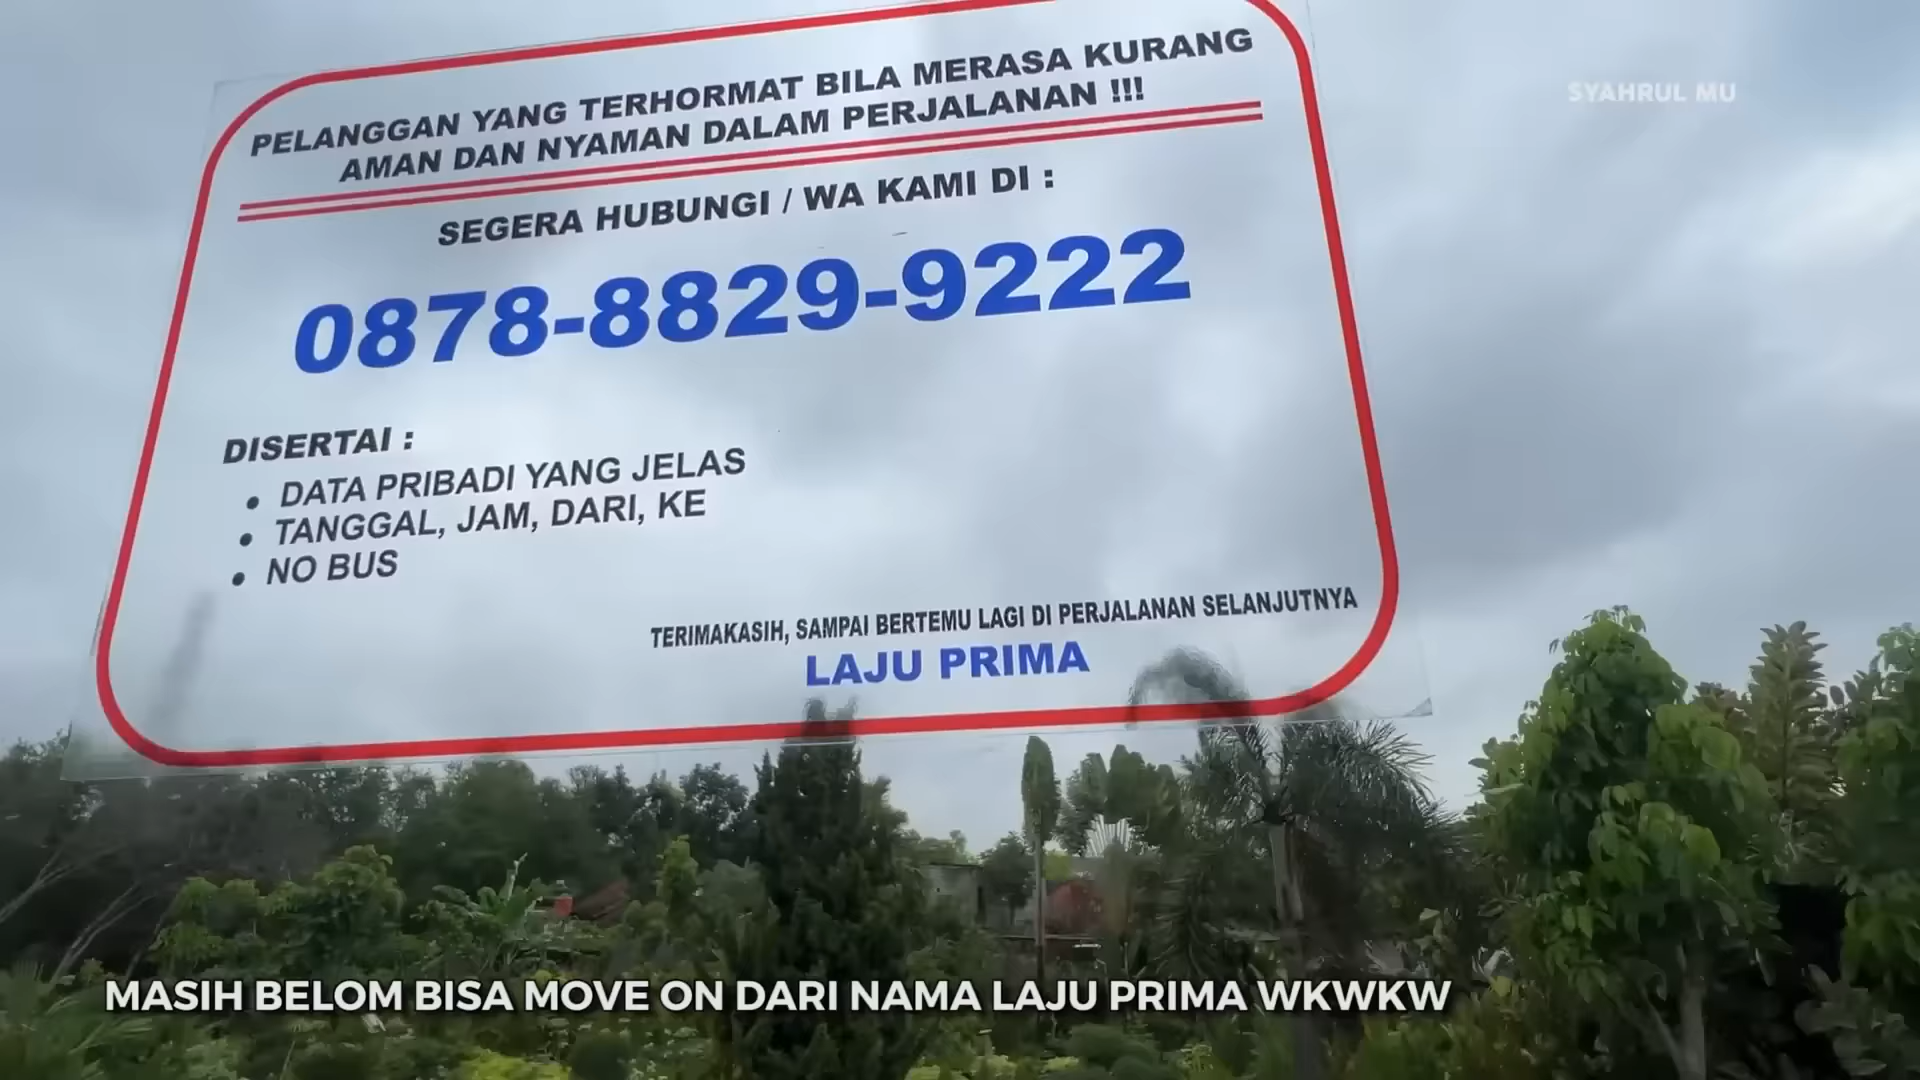 PELANGGAN YANG TERHORMAT BILA MERASA KURANG
AMAN DAN NYAMAN DALAM PERJALANAN !!!
SEGERA HUBUNGI / WA KAMI DI :
0878-8829-9222
DISERTAI :
• DATA PRIBADI YANG JELAS
• TANGGAL, JAM, DARI, KE
• NO BUS
TERIMAKASIH, SAMPAI BERTEMU LAGI DI PERJALANAN SELANJUTNYA
LAJU PRIMA
SYAHRUL MU
MASIH BELOM BISA MOVE ON DARI NAMA LAJU PRIMA WKWKW